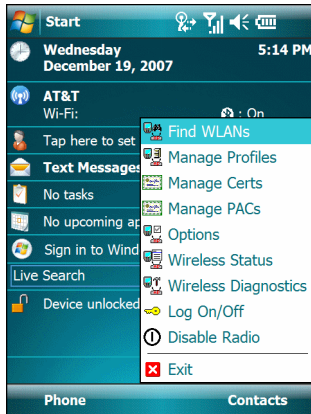 Start
Wednesday 5:14 PM
December 19, 2007
AT&T
Wi-Fi: : On
Tap here to set
Text Messages
No tasks
No upcoming ap
Sign in to Wind
Live Search
Device unlocked
Find WLANs
Manage Profiles
Manage Certs
Manage PACs
Options
Wireless Status
Wireless Diagnostics
Log On/Off
Disable Radio
Exit
Phone Contacts